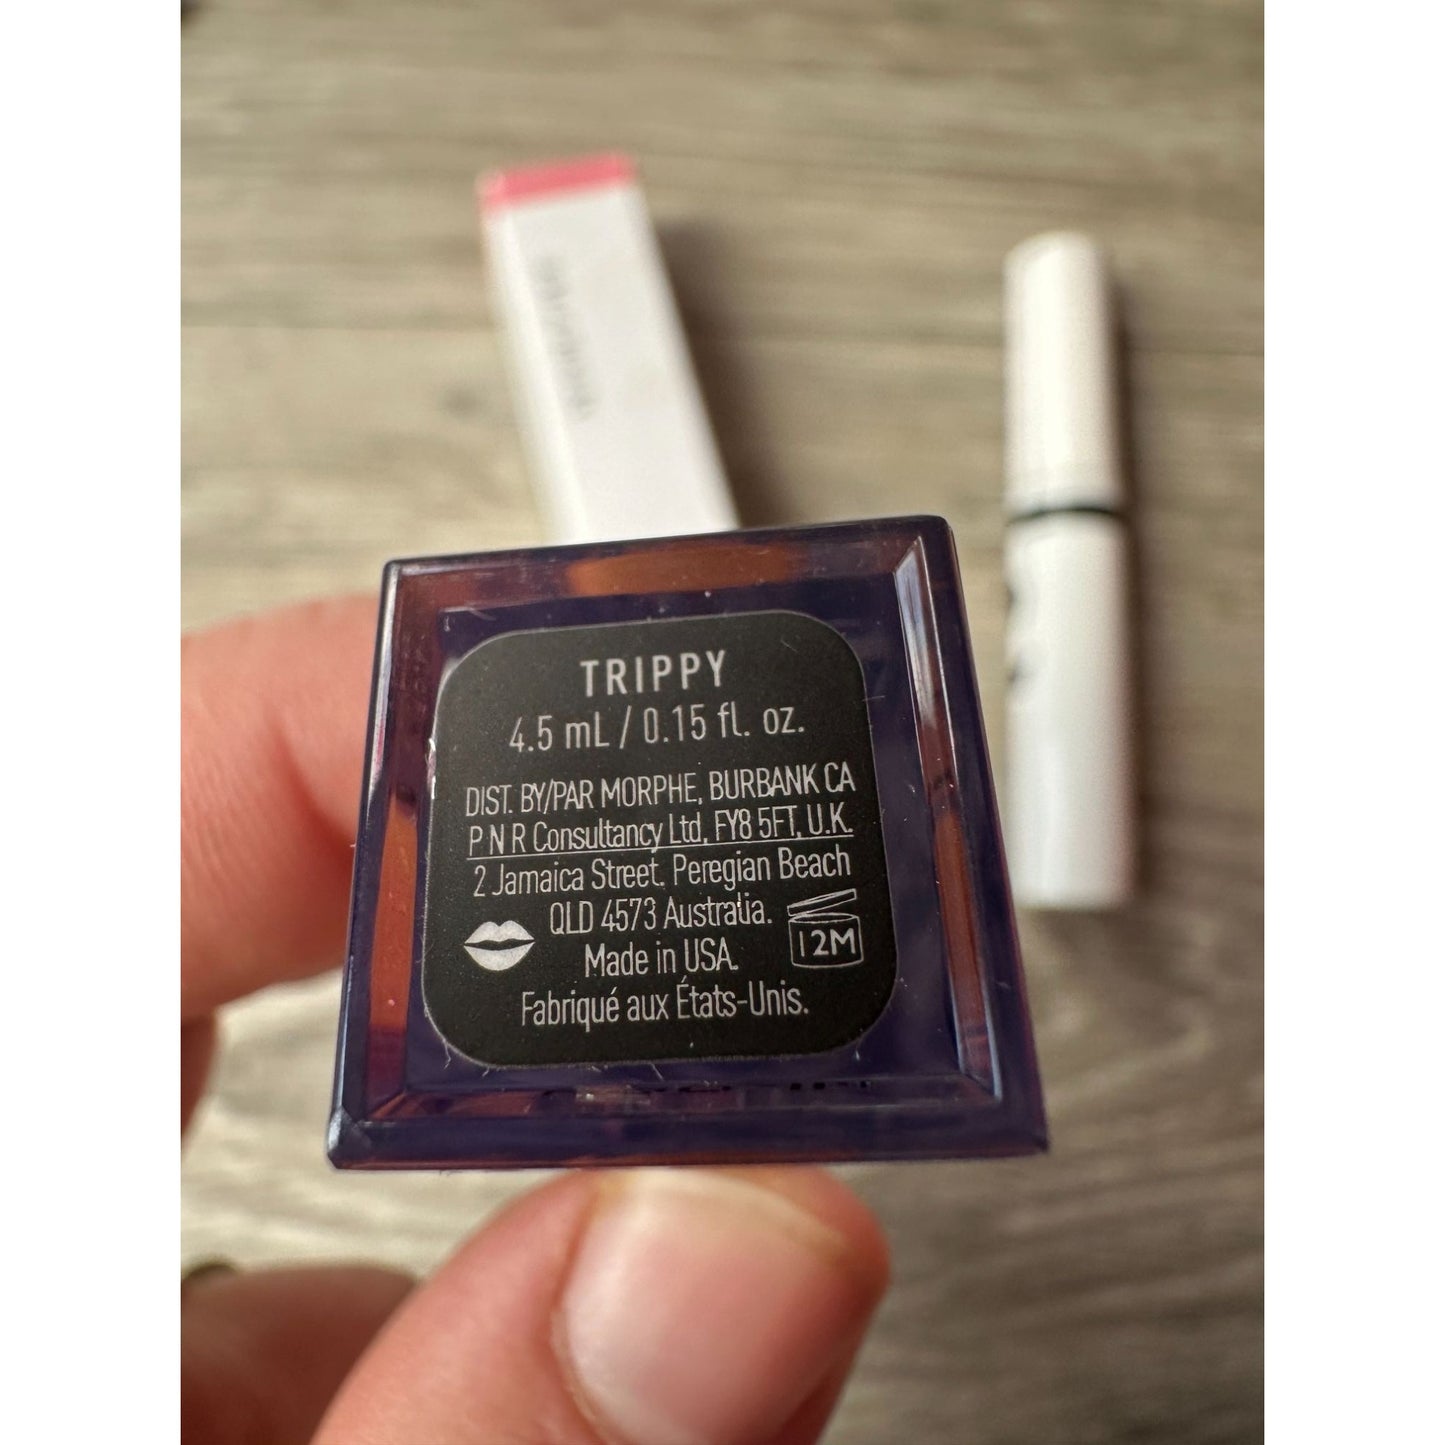 TRIPPY
4.5 mL / 0.15 fl. oz.
DIST. BY/PAR MORPHE, BURBANK CA
P N R Consultancy Ltd, FY8 5FT, U.K.
2 Jamaica Street. Peregian Beach
QLD 4573 Australia.
12M
Made in USA.
Fabriqué aux États-Unis.